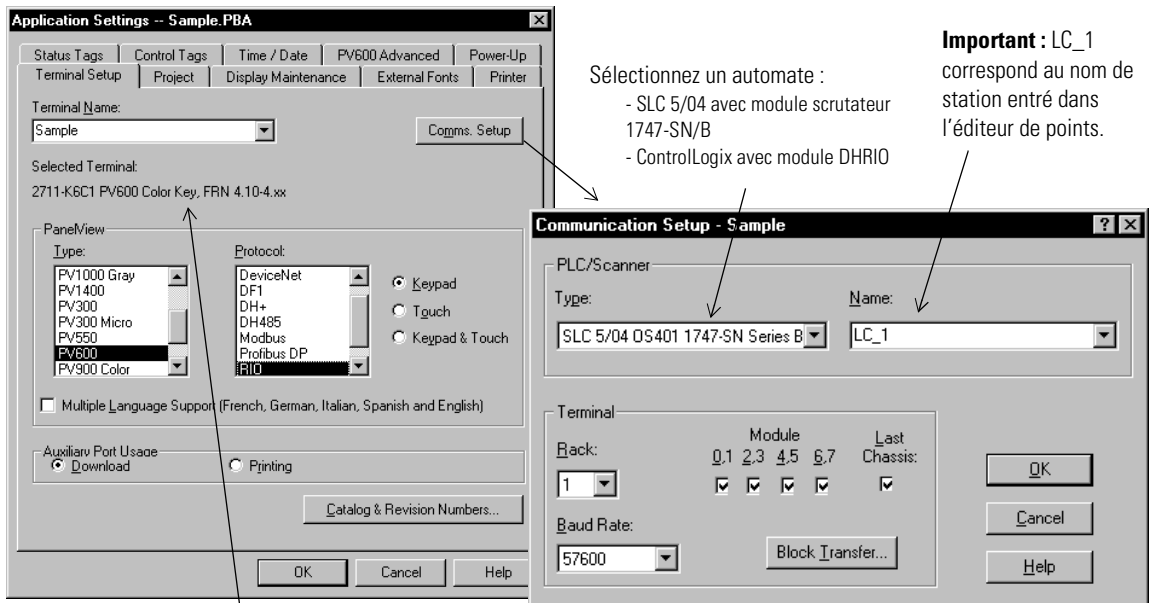 Application Settings -- Sample.PBA
Status Tags
Control Tags
Time / Date
PV600 Advanced
Power-Up
Terminal Setup
Project
Display Maintenance
External Fonts
Printer
Terminal Name:
Sample
Comms. Setup
Selected Terminal:
2711-K6C1 PV600 Color Key, FRN 4.10-4.xx
PanelView
Type:
PV1000 Gray
PV1400
PV300
PV300 Micro
PV550
PV600
PV900 Color
Protocol:
DeviceNet
DF1
DH+
DH485
Modbus
Profibus DP
RIO
Keypad
Touch
Keypad & Touch
Multiple Language Support (French, German, Italian, Spanish and English)
Auxiliary Port Usage
Download
Printing
Catalog & Revision Numbers...
OK
Cancel
Help
Sélectionnez un automate :
- SLC 5/04 avec module scrutateur
1747-SN/B
- ControlLogix avec module DHRIO
Important : LC_1
correspond au nom de
station entré dans
l'éditeur de points.
Communication Setup - Sample
PLC/Scanner
Type:
SLC 5/04 OS401 1747-SN Series B
Name:
LC_1
Terminal
Rack:
1
Module
0,1 2,3 4,5 6,7
Last
Chassis:
Baud Rate:
57600
Block Transfer...
OK
Cancel
Help